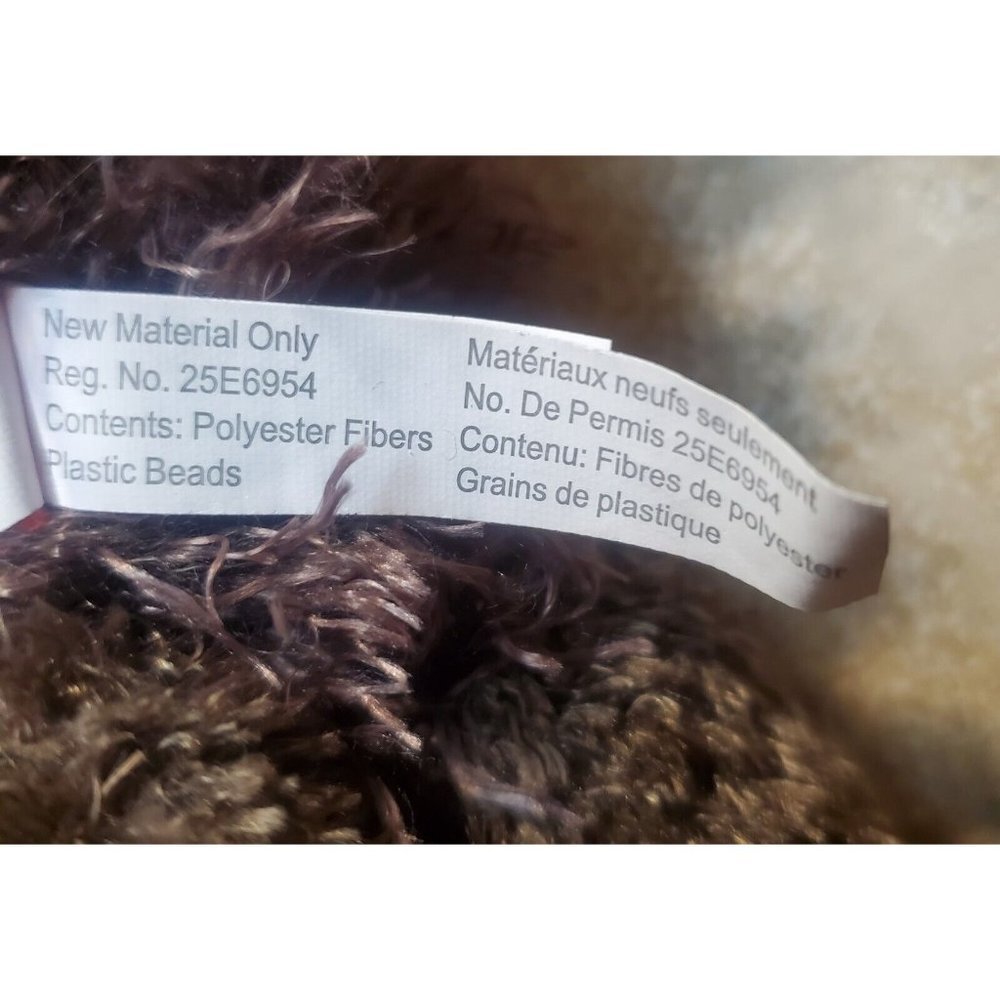 New Material Only
Reg. No. 25E6954
Contents: Polyester Fibers
Plastic Beads
Matériaux neufs seulement
No. De Permis 25E6954
Contenu: Fibres de polyester
Grains de plastique